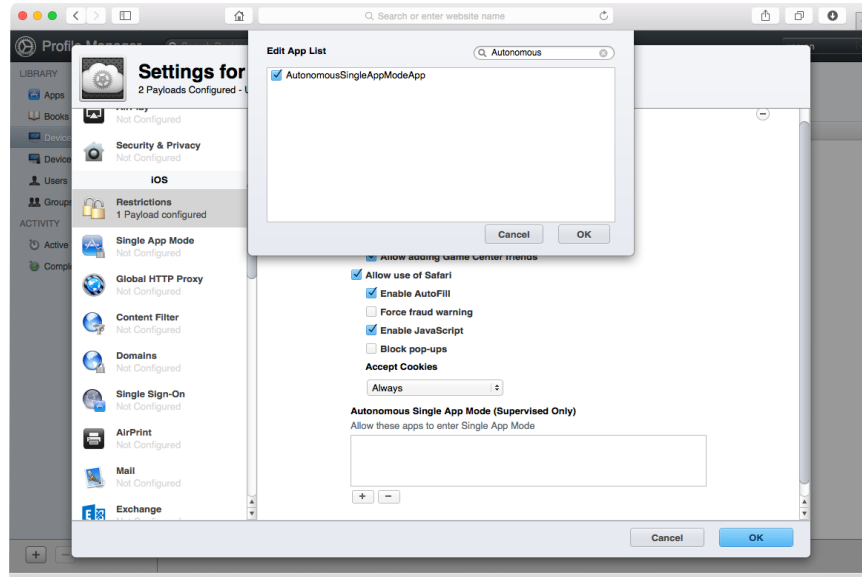 Search or enter website name
Profile Manager
Edit App List
Autonomous
AutonomousSingleAppModeApp
Cancel
OK
LIBRARY
Apps
Books
Device
Device
Users
Groups
ACTIVITY
Active
Comple
Settings for
2 Payloads Configured -
AirPlay
Not Configured
Security & Privacy
Not Configured
iOS
Restrictions
1 Payload configured
Single App Mode
Not Configured
Global HTTP Proxy
Not Configured
Content Filter
Not Configured
Domains
Not Configured
Single Sign-On
Not Configured
AirPrint
Not Configured
Mail
Not Configured
Exchange
Not Configured
Allow adding Game Center friends
Allow use of Safari
Enable AutoFill
Force fraud warning
Enable JavaScript
Block pop-ups
Accept Cookies
Always
Autonomous Single App Mode (Supervised Only)
Allow these apps to enter Single App Mode
Cancel
OK